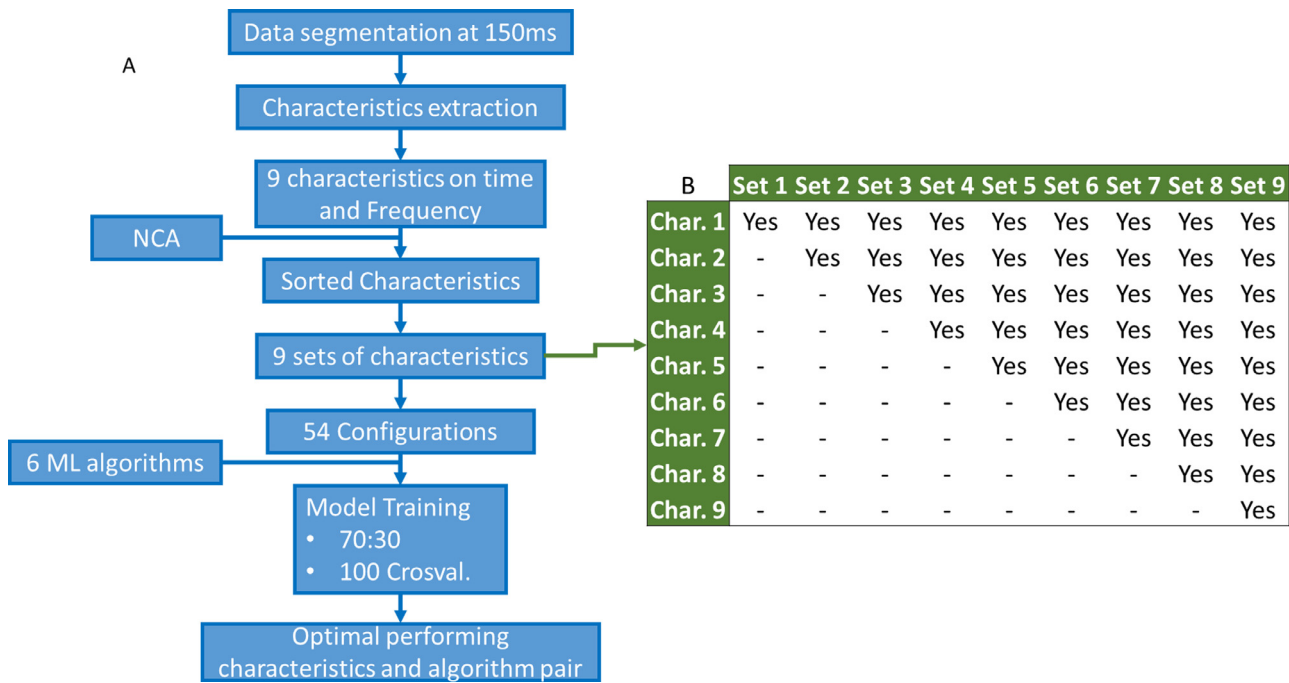 A
Data segmentation at 150ms
Characteristics extraction
9 characteristics on time
and Frequency
NCA
Sorted Characteristics
9 sets of characteristics
54 Configurations
6 ML algorithms
Model Training
• 70:30
• 100 Crosval.
Optimal performing
characteristics and algorithm pair
B Set 1 Set 2 Set 3 Set 4 Set 5 Set 6 Set 7 Set 8 Set 9
Char. 1 Yes Yes Yes Yes Yes Yes Yes Yes Yes
Char. 2 - Yes Yes Yes Yes Yes Yes Yes Yes
Char. 3 - - Yes Yes Yes Yes Yes Yes Yes
Char. 4 - - - Yes Yes Yes Yes Yes Yes
Char. 5 - - - - Yes Yes Yes Yes Yes
Char. 6 - - - - - Yes Yes Yes Yes
Char. 7 - - - - - - Yes Yes Yes
Char. 8 - - - - - - - Yes Yes
Char. 9 - - - - - - - - Yes